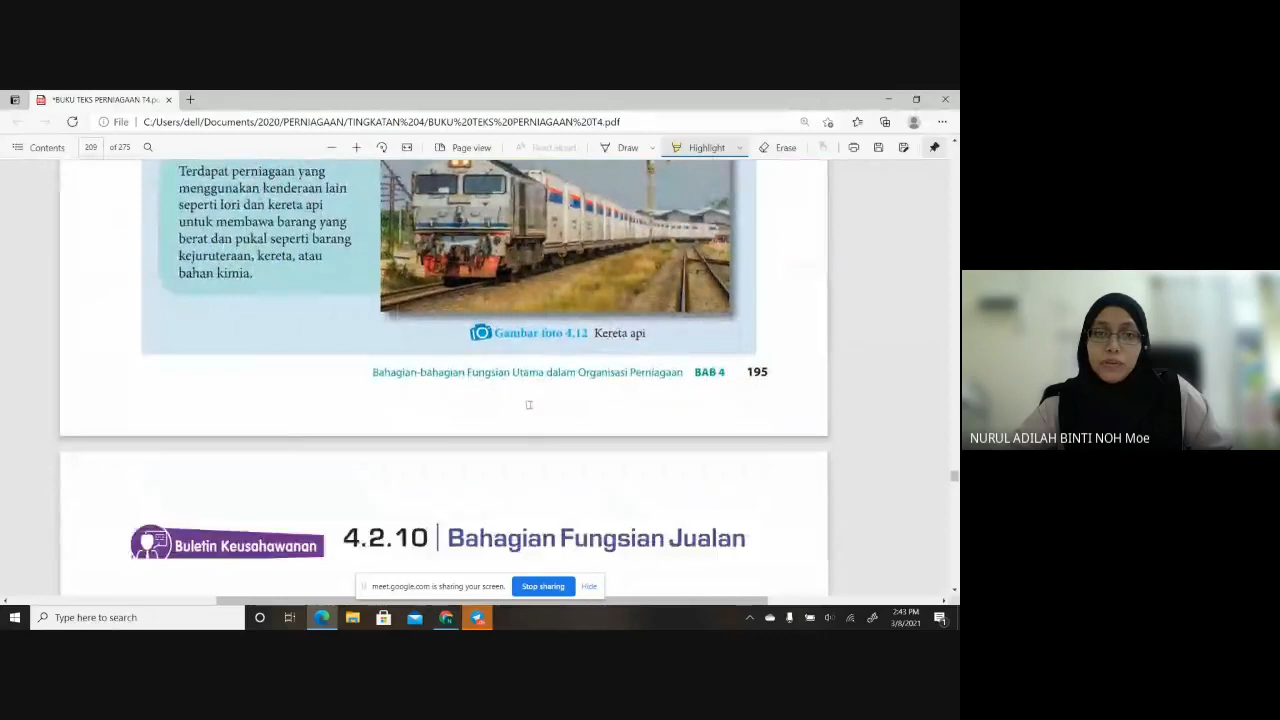 *BUKU TEKS PERNIAGAAN T4.pd
File
C:/Users/dell/Documents/2020/PERNIAGAAN/TINGKATAN%204/BUKU%20TEKS%20PERNIAGAAN%20T4.pdf
Contents
209 of 275
Page view
Read aloud
Draw
Highlight
Erase
Terdapat perniagaan yang
menggunakan kenderaan lain
seperti lori dan kereta api
untuk membawa barang yang
berat dan pukal seperti barang
kejuruteraan, kereta, atau
bahan kimia.
Gambar foto 4.12 Kereta api
Bahagian-bahagian Fungsian Utama dalam Organisasi Perniagaan BAB 4 195
Buletin Keusahawanan
4.2.10 | Bahagian Fungsian Jualan
meet.google.com is sharing your screen. Stop sharing Hide
Type here to search
2:43 PM
3/8/2021
NURUL ADILAH BINTI NOH Moe